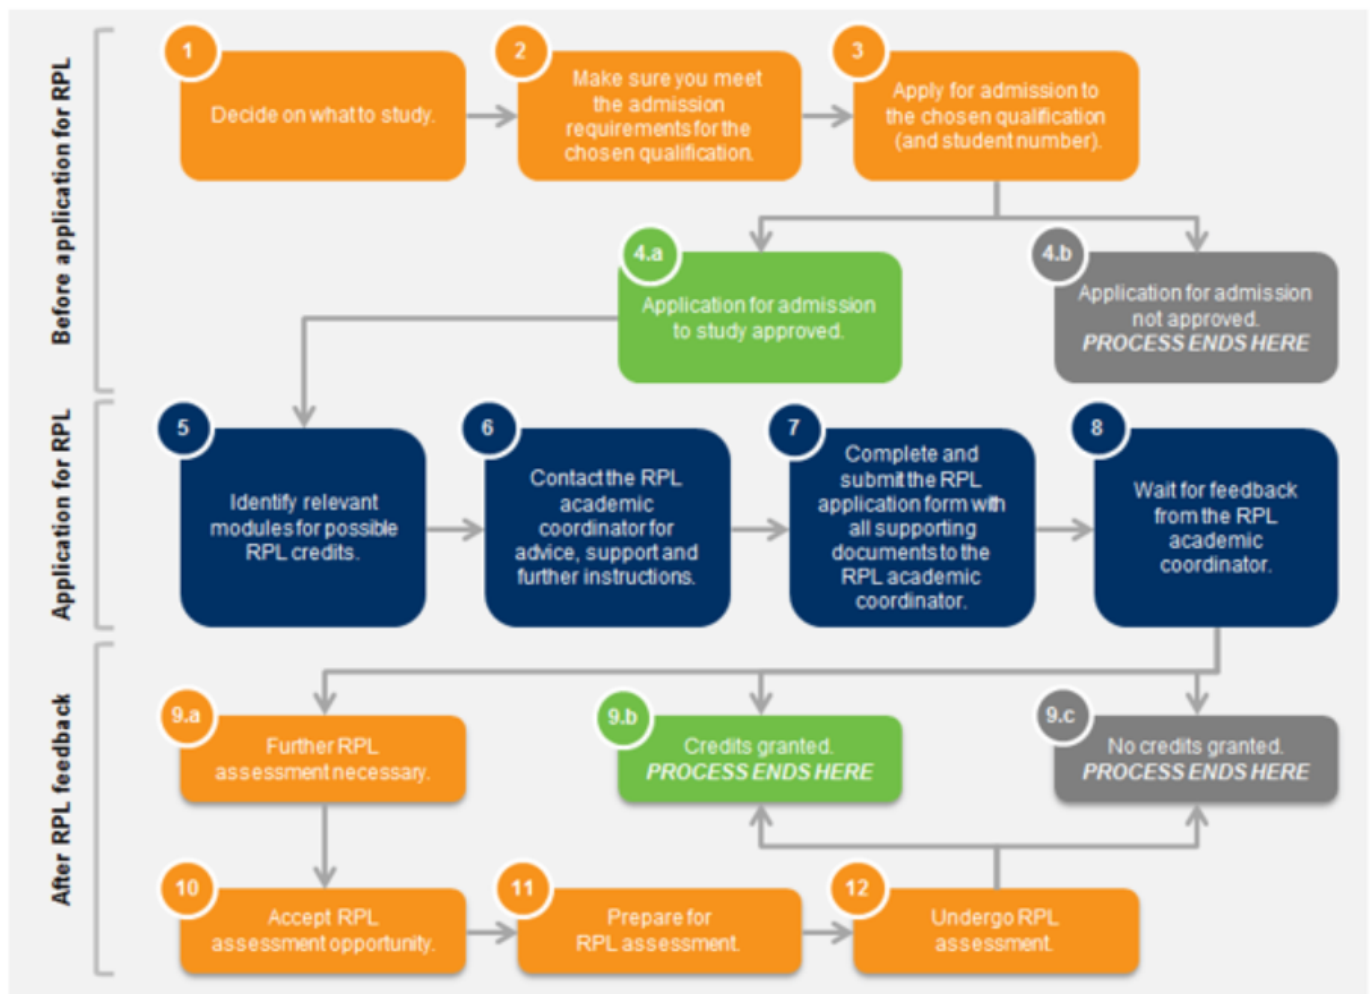 Before application for RPL
1
Decide on what to study.
2
Make sure you meet
the admission
requirements for the
chosen qualification.
3
Apply for admission to
the chosen qualification
(and student number).
4.a
Application for admission
to study approved.
4.b
Application for admission
not approved.
PROCESS ENDS HERE
Application for RPL
5
Identify relevant
modules for possible
RPL credits.
6
Contact the RPL
academic
coordinator for
advice, support and
further instructions.
7
Complete and
submit the RPL
application form with
all supporting
documents to the
RPL academic
coordinator.
8
Wait for feedback
from the RPL
academic
coordinator.
After RPL feedback
9.a
Further RPL
assessment necessary.
9.b
Credits granted.
PROCESS ENDS HERE
9.c
No credits granted.
PROCESS ENDS HERE
10
Accept RPL
assessment opportunity.
11
Prepare for
RPL assessment.
12
Undergo RPL
assessment.